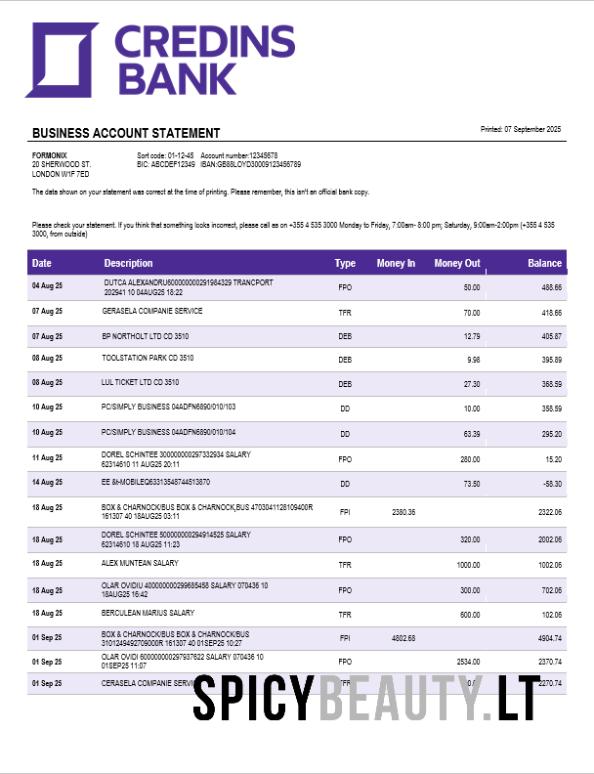 CREDINS
BANK
BUSINESS ACCOUNT STATEMENT
Printed: 07 September 2025
FORMONIX
20 SHERWOOD ST.
LONDON W1F 7ED
Sort code: 01-12-45 Account number:12345678
BIC: ABCDEF12349 IBAN:GB88LOYD30009123456789
The data shown on your statement was correct at the time of printing. Please remember, this isn't an official bank copy.
Please check your statement. If you think that something looks incorrect, please call as on +355 4 535 3000 Monday to Friday, 7:00am- 8:00 pm; Saturday, 9:00am-2:00pm (+355 4 535
3000, from outside)
Date Description Type Money In Money Out Balance
04 Aug 25 DUTCA ALEXANDRU600000000291984329 TRANCPORT
202941 10 04AUG25 18:22 FPO 50.00 488.66
07 Aug 25 GERASELA COMPANIE SERVICE TFR 70.00 418.66
07 Aug 25 BP NORTHOLT LTD CD 3510 DEB 12.79 405.87
08 Aug 25 TOOLSTATION PARK CD 3510 DEB 9.98 395.89
08 Aug 25 LUL TICKET LTD CD 3510 DEB 27.30 368.59
10 Aug 25 PC/SIMPLY BUSINESS 04ADFN6890/010/103 DD 10.00 358.59
10 Aug 25 PC/SIMPLY BUSINESS 04ADFN6890/010/104 DD 63.39 295.20
11 Aug 25 DOREL SCHINTEE 300000000297332934 SALARY
62314610 11 AUG25 20:11 FPO 280.00 15.20
14 Aug 25 EE &t-MOBILEQ63313548744513870 DD 73.50 -58.30
18 Aug 25 BOX & CHARNOCK/BUS BOX & CHARNOCK,BUS 4703041128109400R
161307 40 18AUG25 03:11 FPI 2380.36 2322.06
18 Aug 25 DOREL SCHINTEE 500000000294914525 SALARY
62314610 18 AUG25 11:23 FPO 320.00 2002.06
18 Aug 25 ALEX MUNTEAN SALARY TFR 1000.00 1002.06
18 Aug 25 OLAR OVIDIU 400000000299685458 SALARY 070436 10
18AUG25 16:42 FPO 300.00 702.06
18 Aug 25 BERCULEAN MARIUS SALARY TFR 600.00 102.06
01 Sep 25 BOX & CHARNOCK/BUS BOX & CHARNOCK/BUS
3101249492709000R 161307 40 01SEP25 10:27 FPI 4802.68 4904.74
01 Sep 25 OLAR OVIDI 600000000297937622 SALARY 070436 10
01SEP25 11:07 FPO 2534.00 2370.74
01 Sep 25 CERASELA COMPANIE TFR 2270.74
SPICYBEAUTY.LT